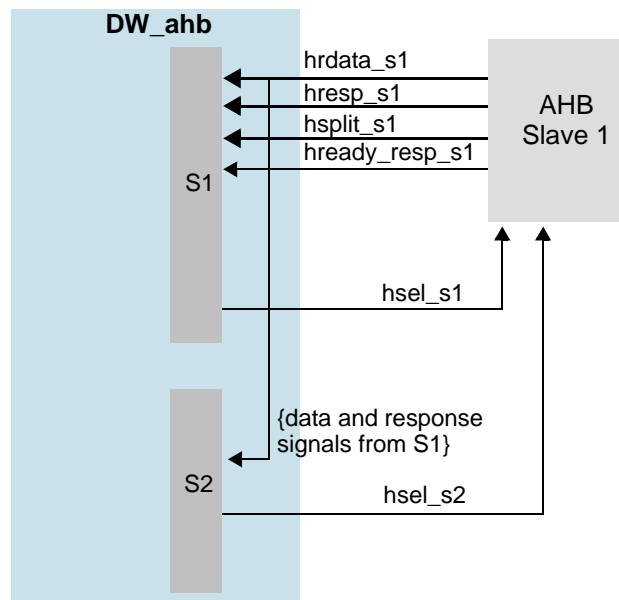 DW_ahb
hrdata_s1
hresp_s1
hsplit_s1
hready_resp_s1
AHB
Slave 1
S1
hsel_s1
{data and response
signals from S1}
S2
hsel_s2